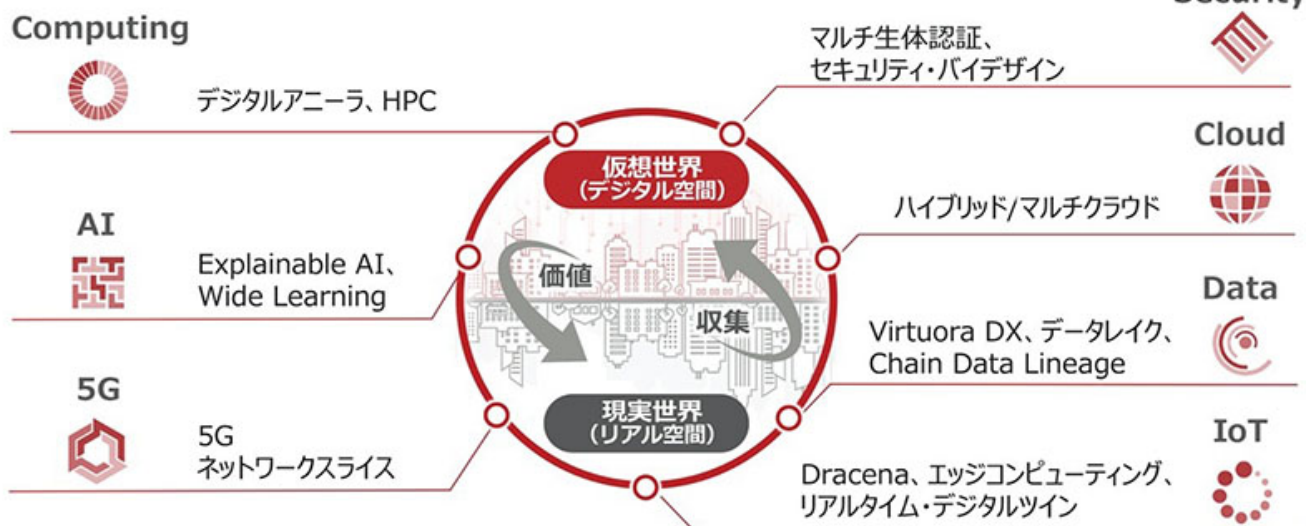 Security
Computing
デジタルアニーラ、HPC
マルチ生体認証、
セキュリティ・バイデザイン
Cloud
ハイブリッド/マルチクラウド
仮想世界
(デジタル空間)
AI
Explainable AI、
Wide Learning
価値
収集
Data
Virtuora DX、データレイク、
Chain Data Lineage
5G
5G
ネットワークスライス
現実世界
(リアル空間)
IoT
Dracena、エッジコンピューティング、
リアルタイム・デジタルツイン